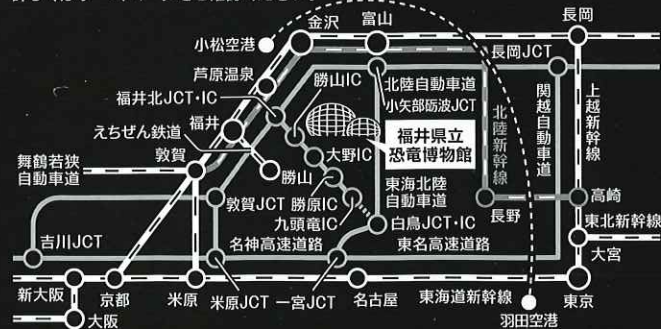 金沢
富山
長岡
小松空港
長岡JCT
芦原温泉
勝山IC
北陸自動車道
小矢部砺波JCT
福井北JCT・IC
関越自動車道
上越新幹線
北陸新幹線
福井県立
恐竜博物館
福井
えちぜん鉄道
大野IC
敦賀
舞鶴若狭
自動車道
勝山
東海北陸
自動車道
高崎
敦賀JCT
勝原IC
長野
九頭竜IC
白鳥JCT・IC
東北新幹線
吉川JCT
名神高速道路
東名高速道路
大宮
新大阪
京都
米原
米原JCT
一宮JCT
名古屋
東海道新幹線
東京
大阪
羽田空港